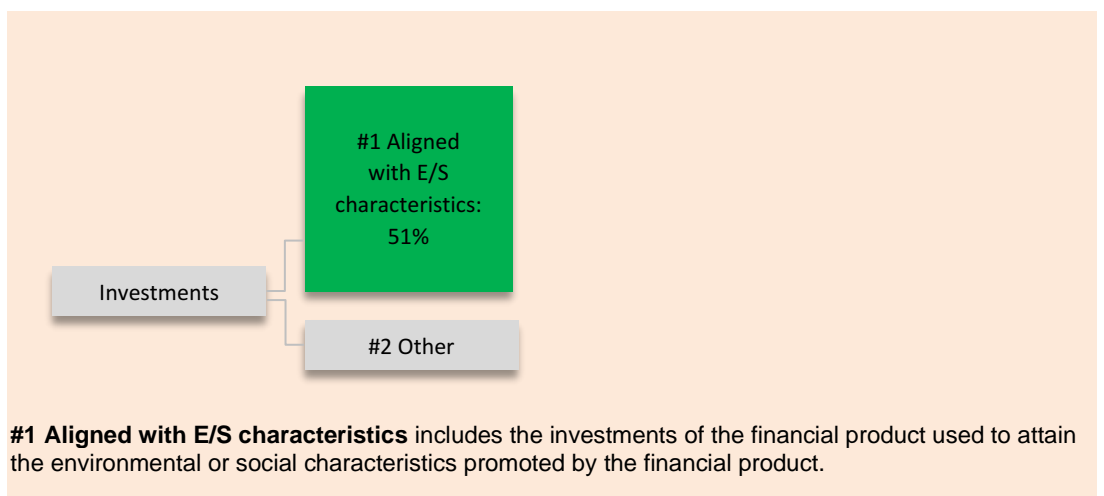 #1 Aligned
with E/S
characteristics:
51%
Investments
#2 Other
#1 Aligned with E/S characteristics includes the investments of the financial product used to attain
the environmental or social characteristics promoted by the financial product.